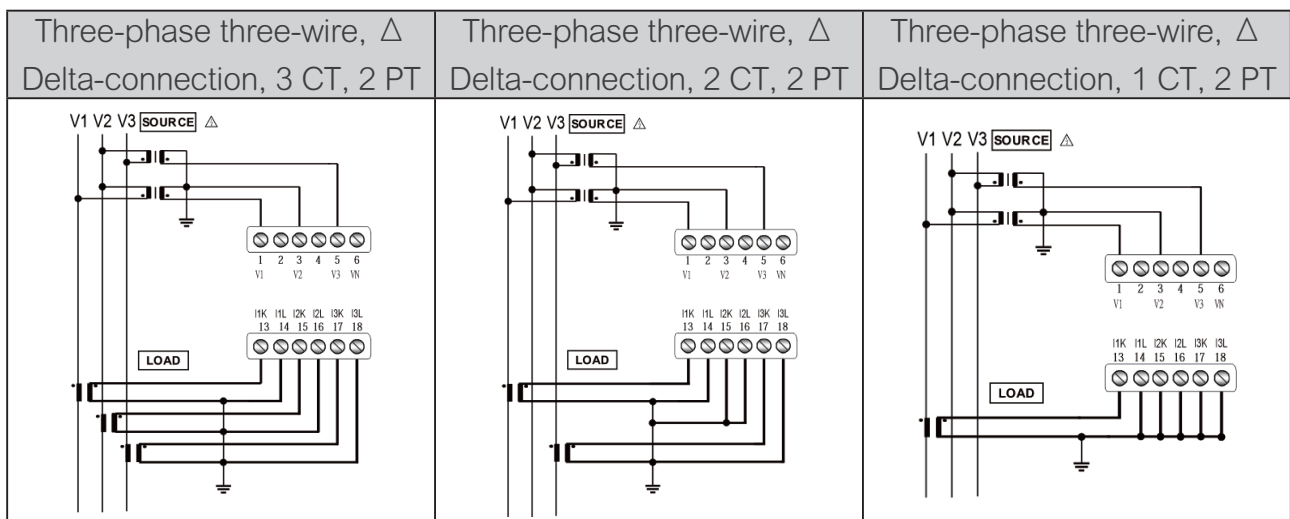 Three-phase three-wire, Δ
Delta-connection, 3 CT, 2 PT
V1 V2 V3 SOURCE ⚠
1 2 3 4 5 6
V1 V2 V3 VN
I1K I1L I2K I2L I3K I3L
13 14 15 16 17 18
LOAD
Three-phase three-wire, Δ
Delta-connection, 2 CT, 2 PT
V1 V2 V3 SOURCE ⚠
1 2 3 4 5 6
V1 V2 V3 VN
I1K I1L I2K I2L I3K I3L
13 14 15 16 17 18
LOAD
Three-phase three-wire, Δ
Delta-connection, 1 CT, 2 PT
V1 V2 V3 SOURCE ⚠
1 2 3 4 5 6
V1 V2 V3 VN
I1K I1L I2K I2L I3K I3L
13 14 15 16 17 18
LOAD